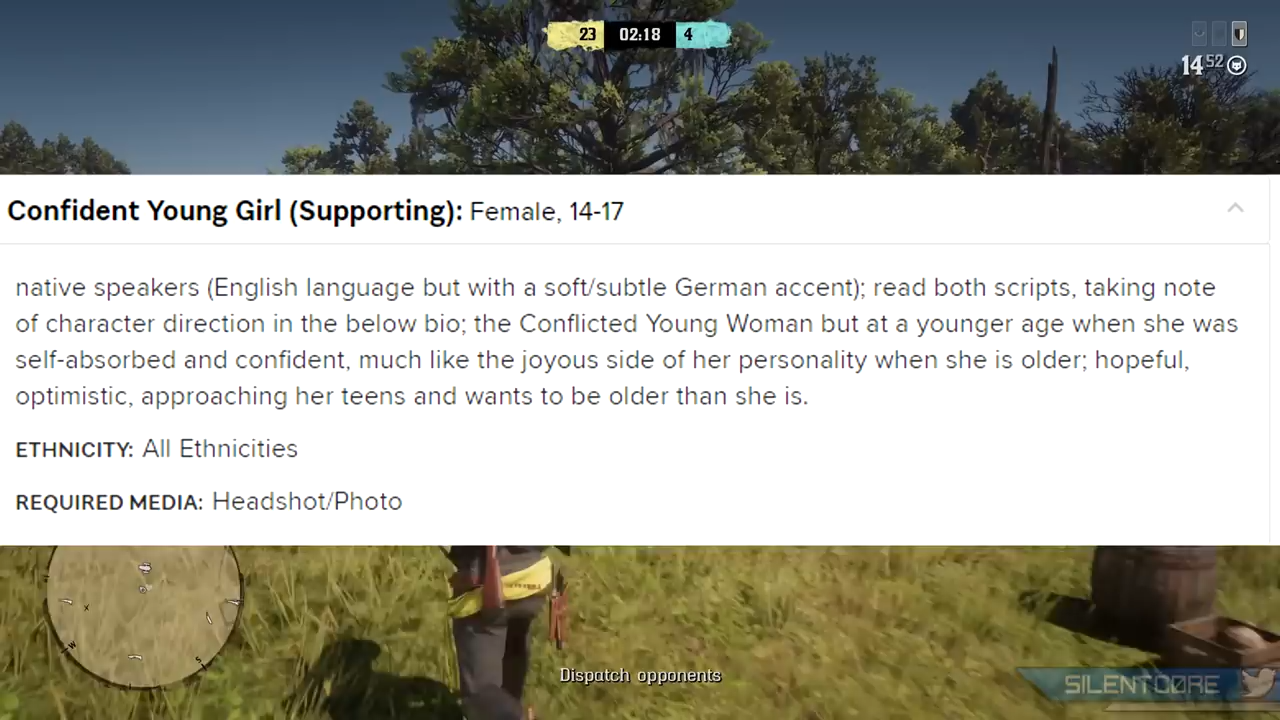 23 02:18 4
14 52
Confident Young Girl (Supporting): Female, 14-17
native speakers (English language but with a soft/subtle German accent); read both scripts, taking note
of character direction in the below bio; the Conflicted Young Woman but at a younger age when she was
self-absorbed and confident, much like the joyous side of her personality when she is older; hopeful,
optimistic, approaching her teens and wants to be older than she is.
ETHNICITY: All Ethnicities
REQUIRED MEDIA: Headshot/Photo
W
S
Dispatch opponents
SILENTC0RE